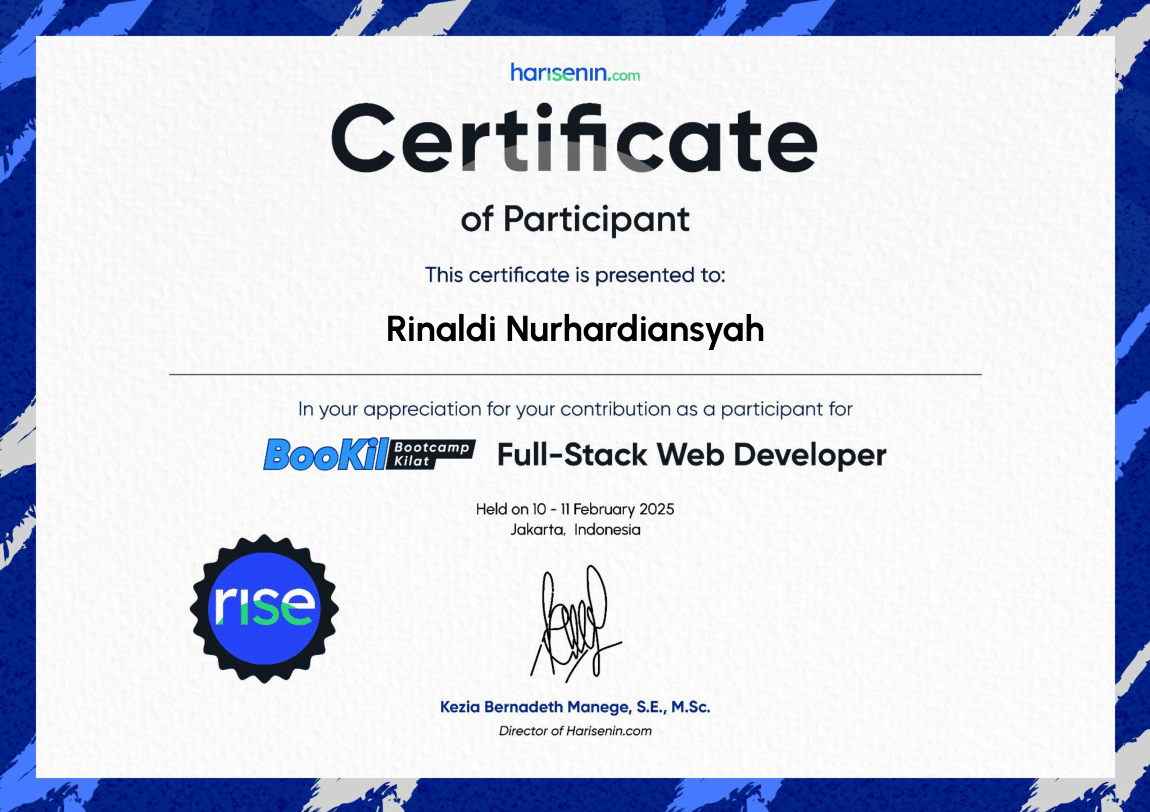 harisenin.com
Certificate
of Participant
This certificate is presented to:
Rinaldi Nurhardiansyah
In your appreciation for your contribution as a participant for
BooKil Bootcamp Kilat Full-Stack Web Developer
Held on 10 - 11 February 2025
Jakarta, Indonesia
rise
Kezia Bernadeth Manege, S.E., M.Sc.
Director of Harisenin.com